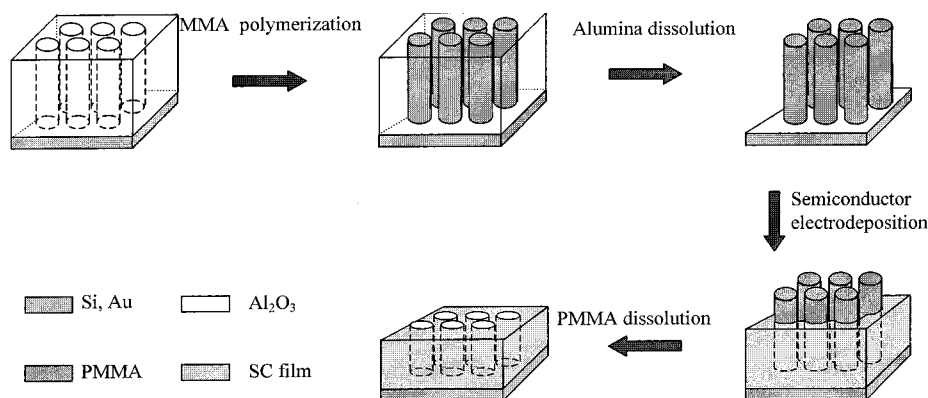 MMA polymerization
Alumina dissolution
Semiconductor
electrodeposition
PMMA dissolution
Si, Au
Al₂O₃
PMMA
SC film